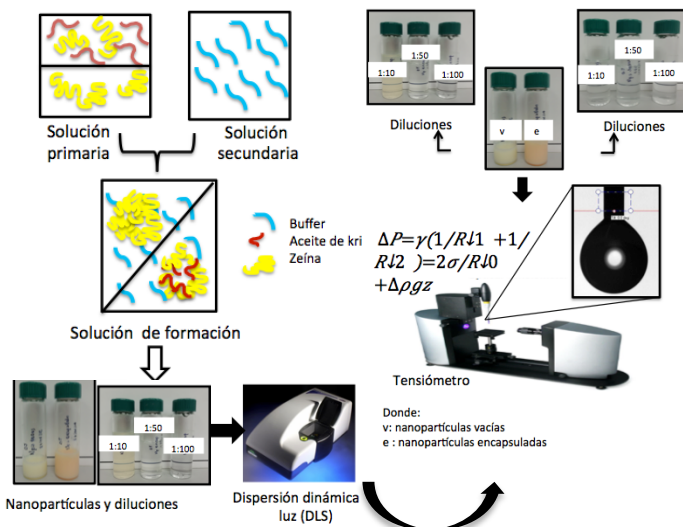 Solución
primaria
Solución
secundaria
Buffer
Aceite de kri
Zeína
Solución de formación
1:10
1:50
1:100
Nanopartículas y diluciones
Dispersión dinámica
luz (DLS)
1:10
1:50
1:100
Diluciones
v
e
1:10
1:50
1:100
Diluciones
ΔP=γ(1/R↓1 +1/
R↓2 )=2σ/R↓0
+Δρgz
Tensiómetro
Donde:
v: nanopartículas vacías
e : nanopartículas encapsuladas